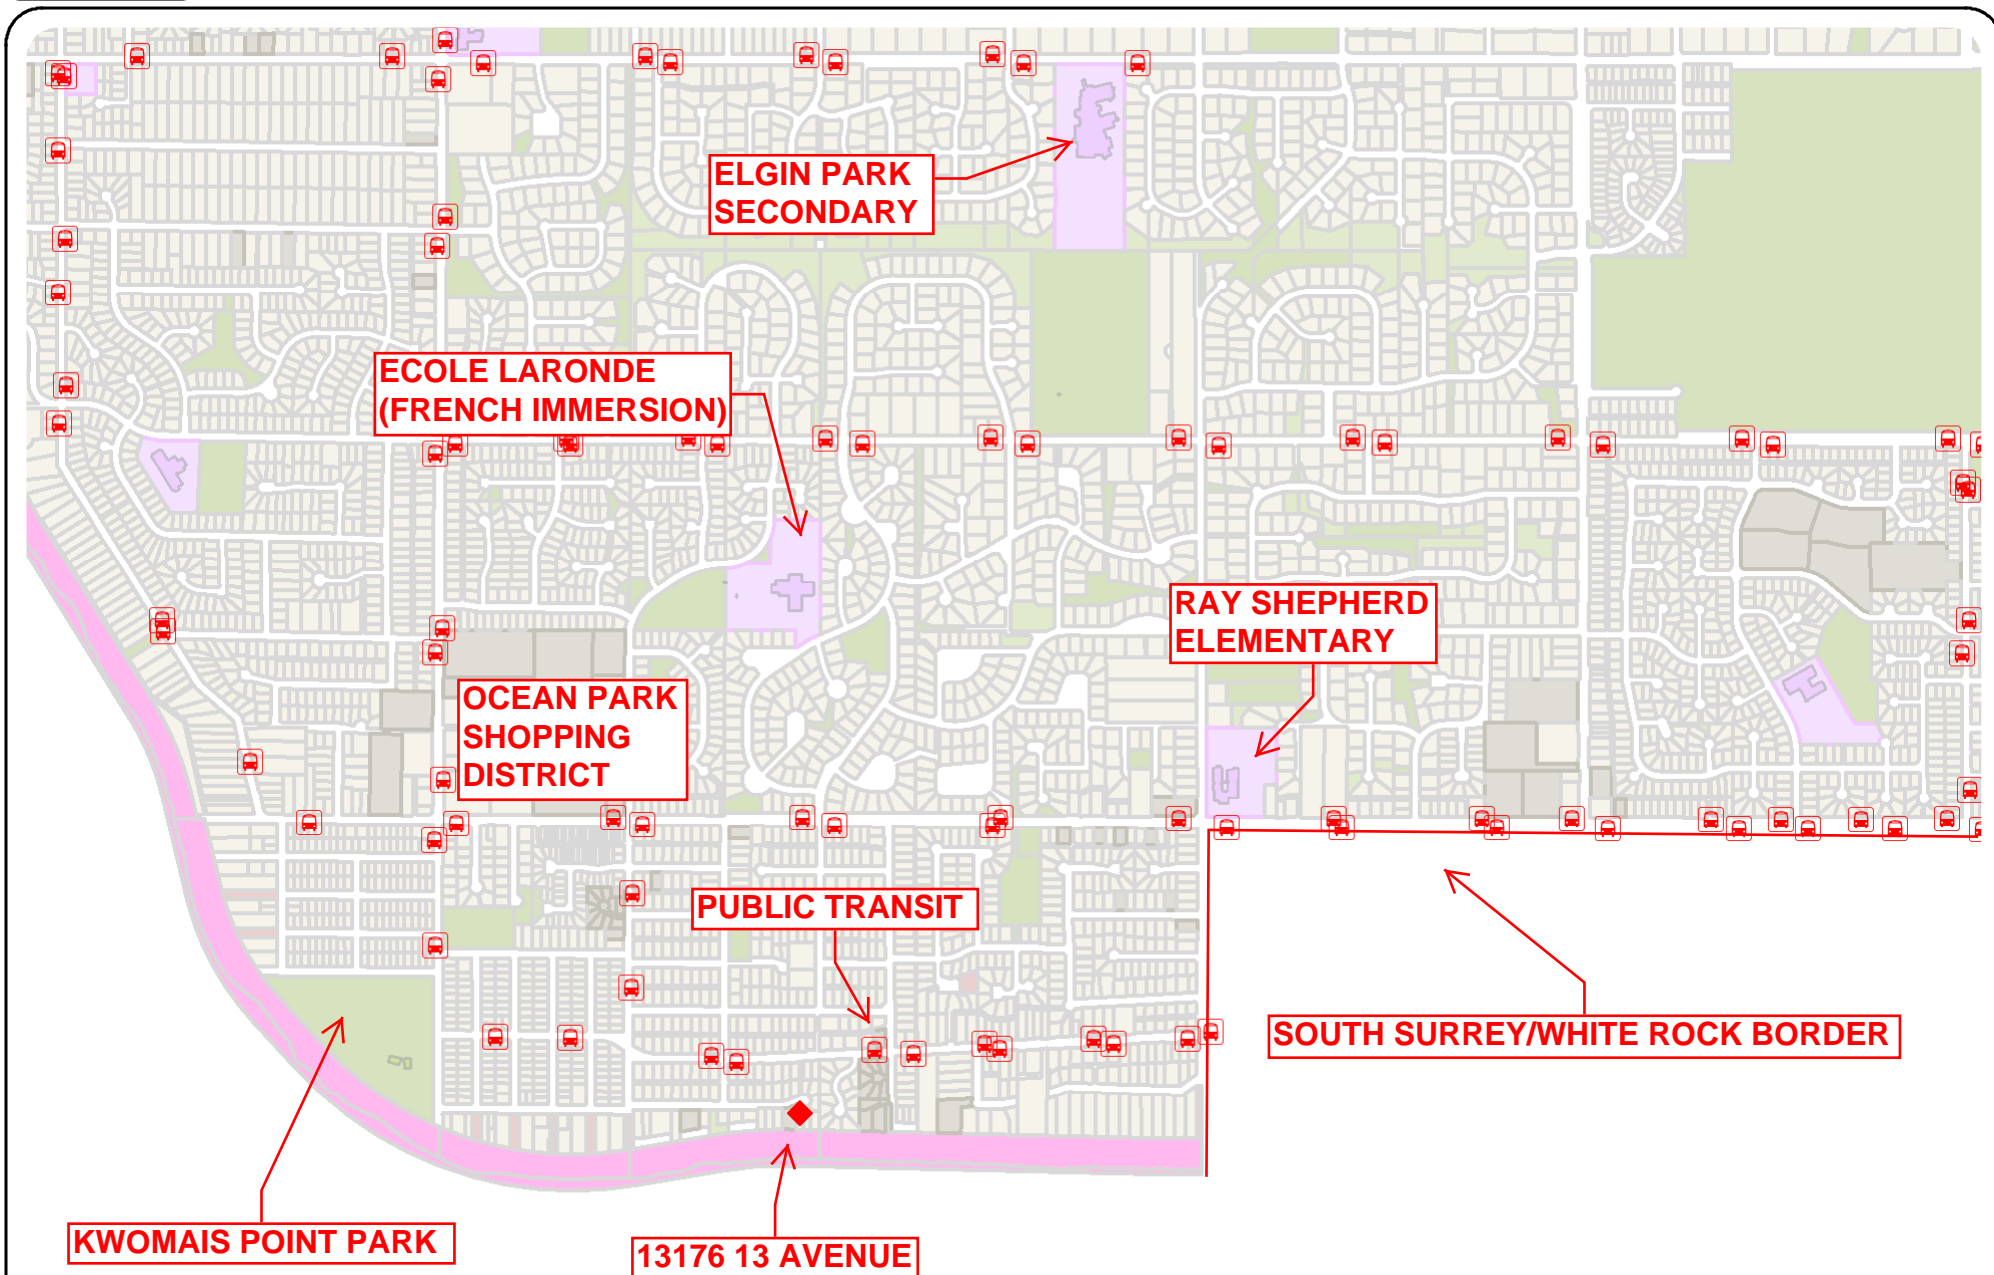 ELGIN PARK
SECONDARY
ECOLE LARONDE
(FRENCH IMMERSION)
RAY SHEPHERD
ELEMENTARY
OCEAN PARK
SHOPPING
DISTRICT
PUBLIC TRANSIT
SOUTH SURREY/WHITE ROCK BORDER
KWOMAIS POINT PARK
13176 13 AVENUE